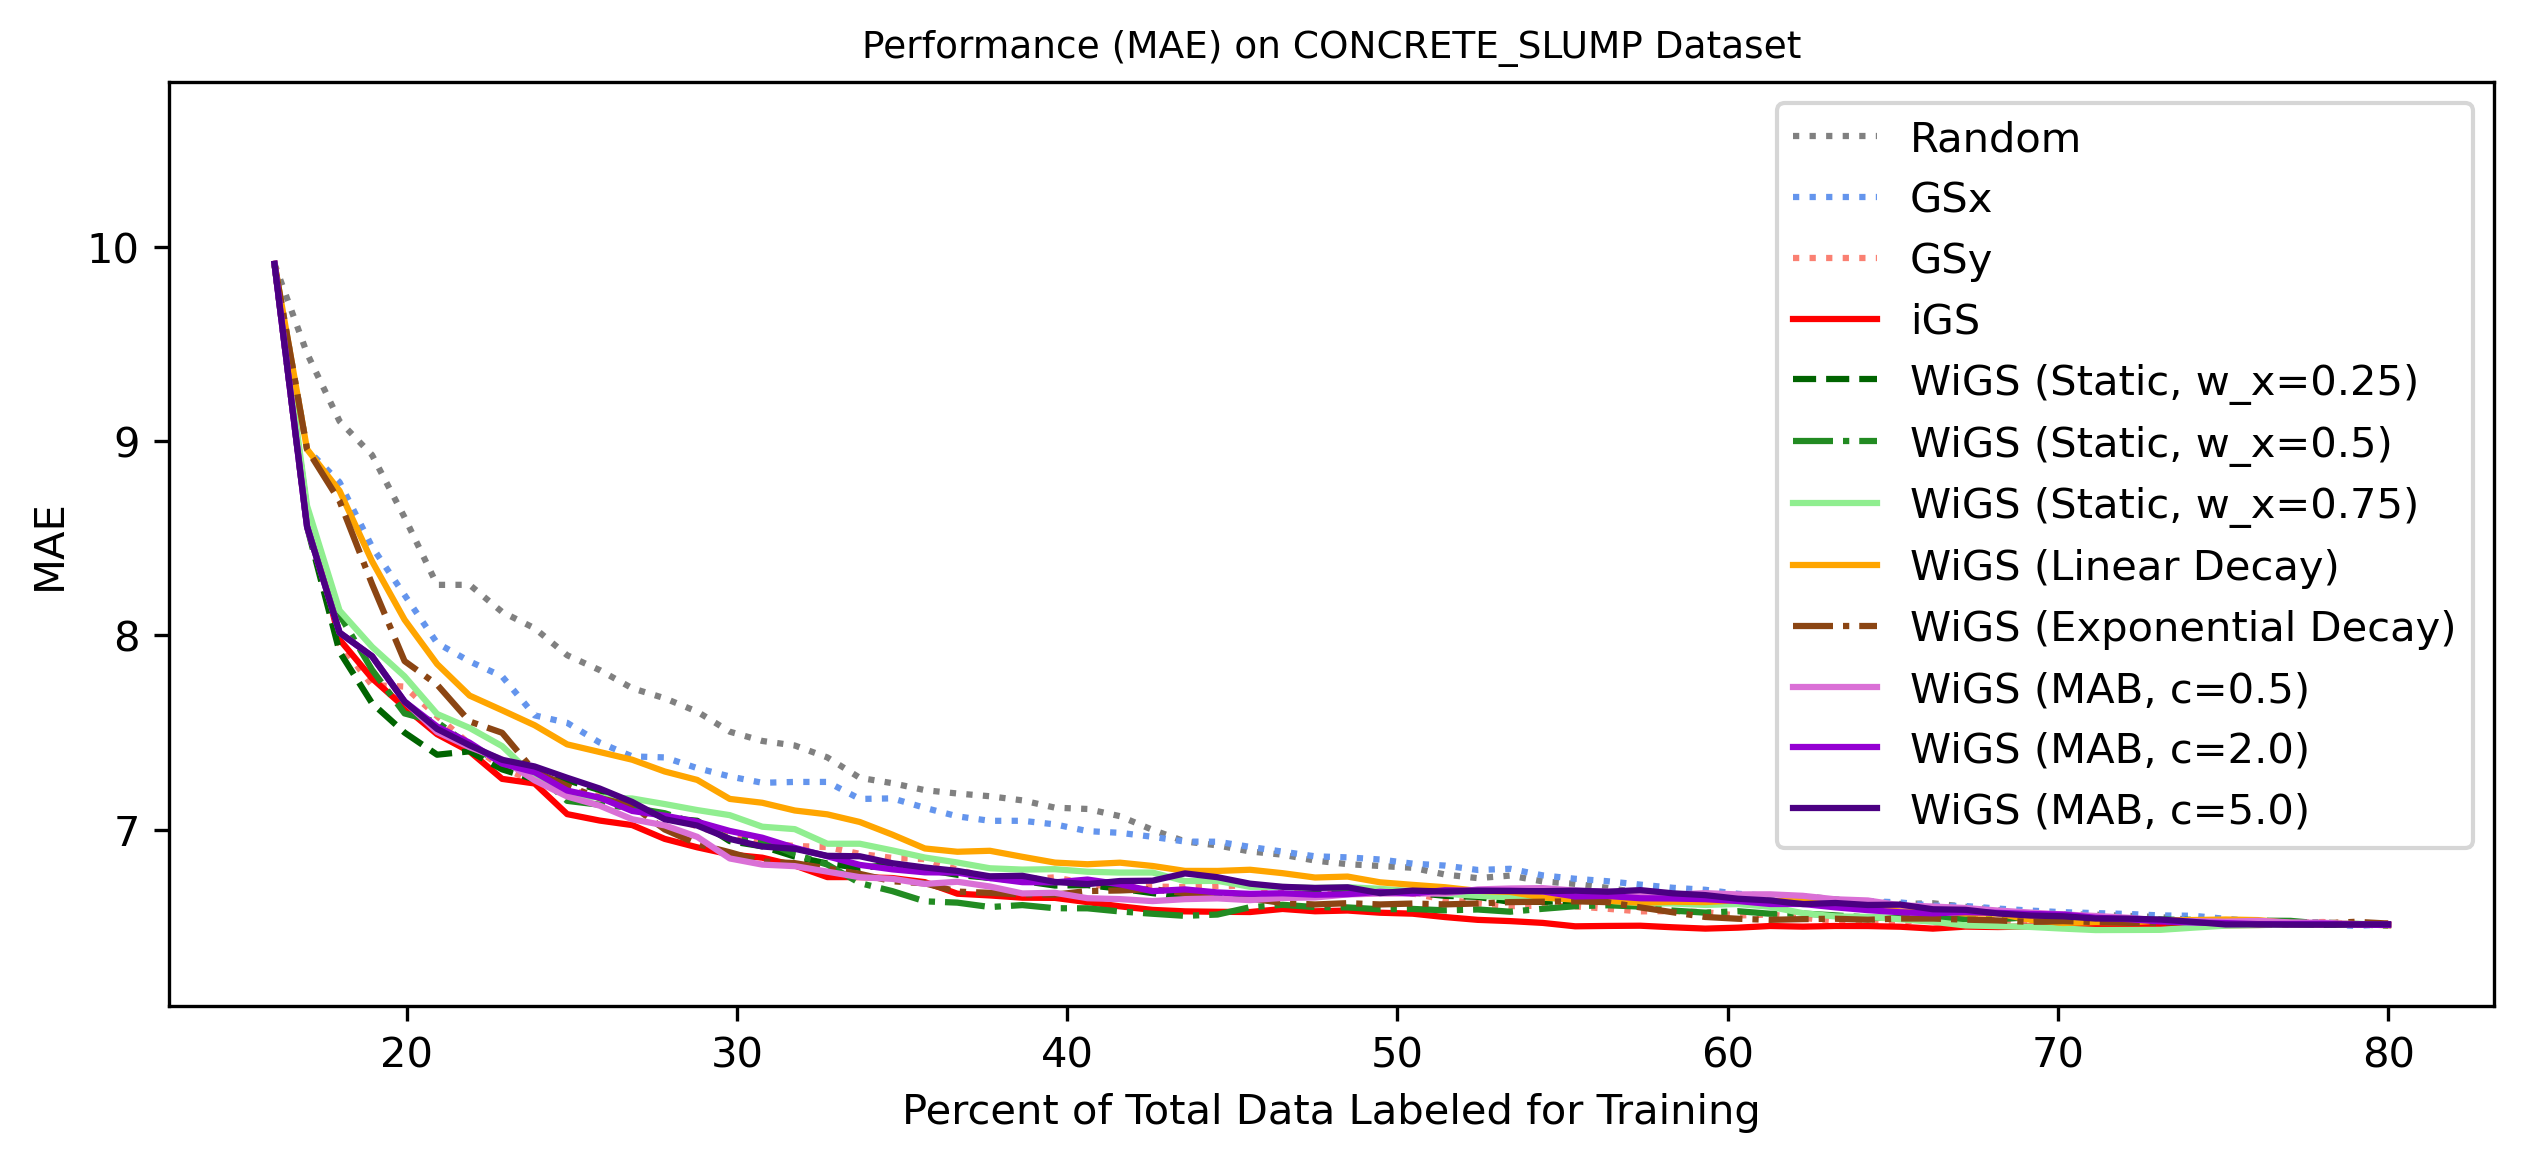 Performance (MAE) on CONCRETE_SLUMP Dataset
MAE
10
9
8
7
Random
GSx
GSy
iGS
WiGS (Static, w_x=0.25)
WiGS (Static, w_x=0.5)
WiGS (Static, w_x=0.75)
WiGS (Linear Decay)
WiGS (Exponential Decay)
WiGS (MAB, c=0.5)
WiGS (MAB, c=2.0)
WiGS (MAB, c=5.0)
20 30 40 50 60 70 80
Percent of Total Data Labeled for Training